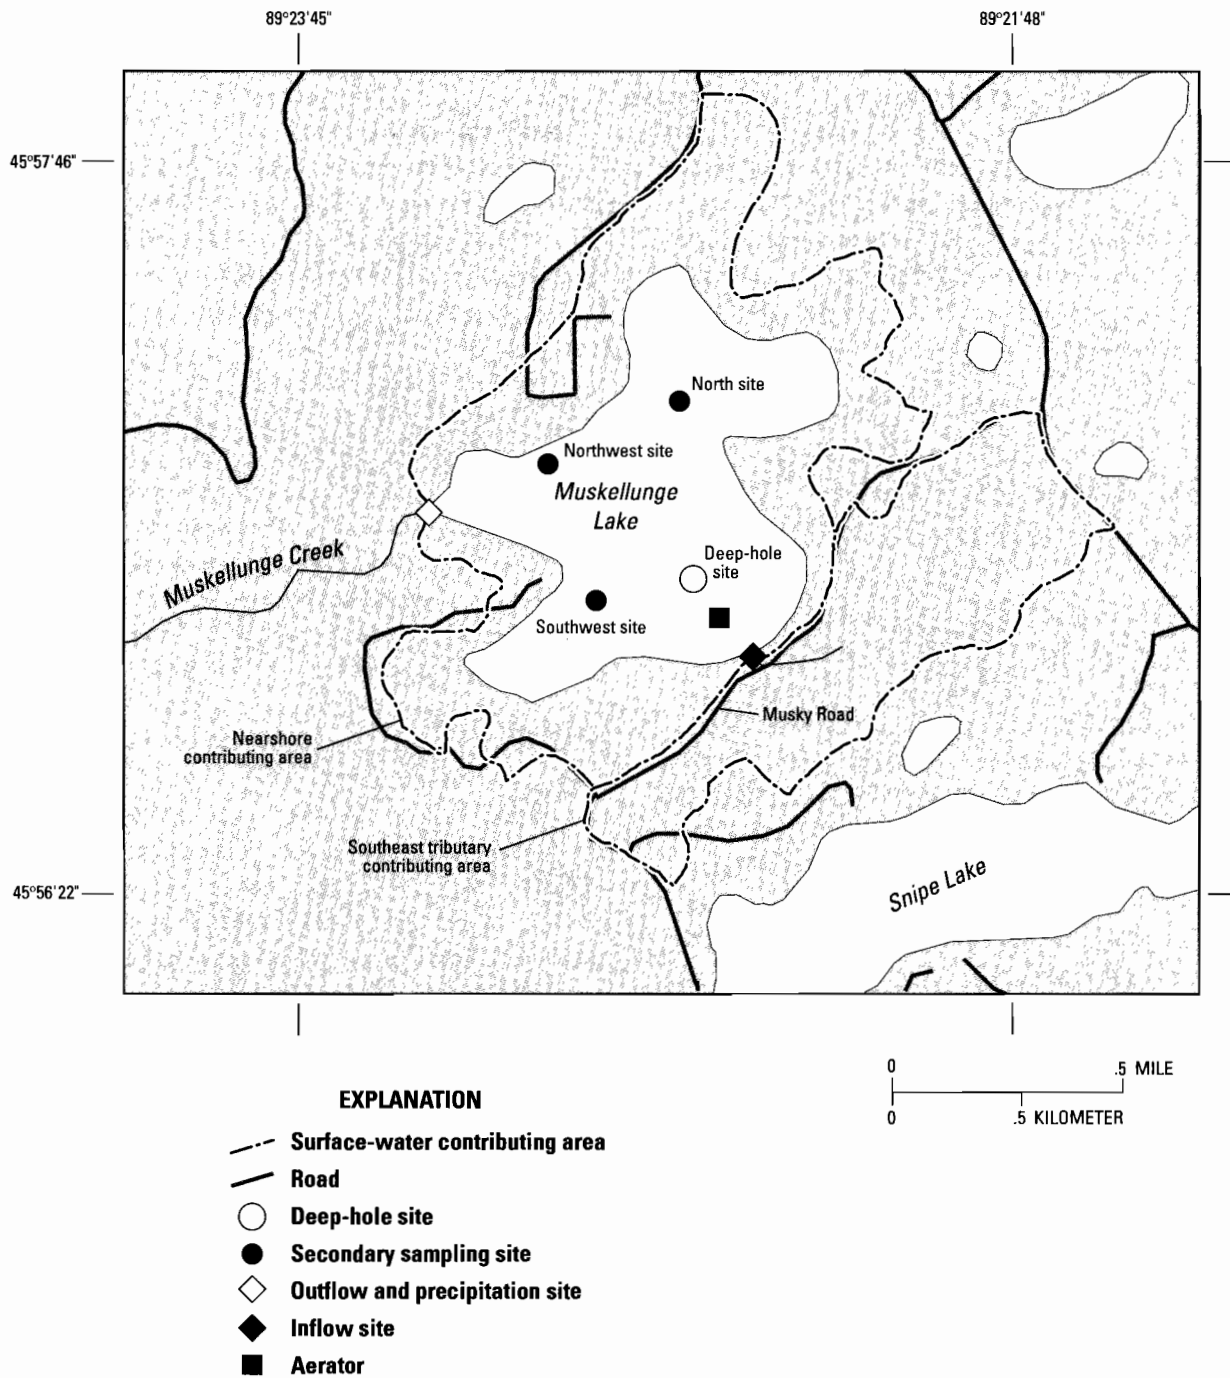 89°23'45"
89°21'48"
45°57'46"
North site
Northwest site
Muskellunge
Lake
Deep-hole
site
Muskellunge Creek
Southwest site
Musky Road
Nearshore
contributing area
Southeast tributary
contributing area
Snipe Lake
45°56'22"
0
.5 MILE
0
.5 KILOMETER
EXPLANATION
Surface-water contributing area
Road
Deep-hole site
Secondary sampling site
Outflow and precipitation site
Inflow site
Aerator